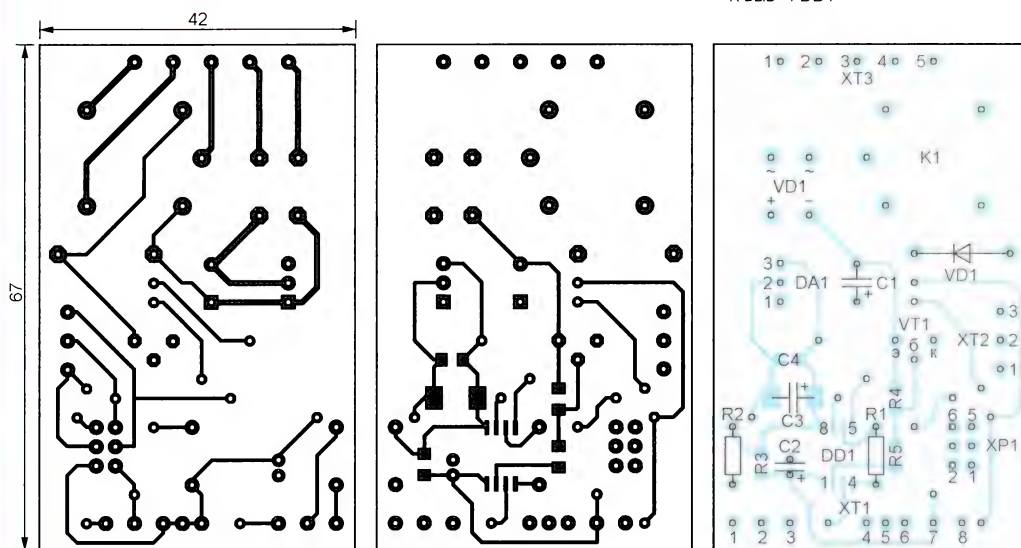 42
67
1 2 3 4 5
XT3
K1
~ ~
VD1
+ −
VD1
3
2 DA1
1
C1
+
VT1
э б к
XT2
3
2
1
C4
+
C3
R4
R2
R3
C2
+
8 5
DD1
1 4
R1
R5
6 5
XP1
2 1
XT1
1 2 3 4 5 6 7 8